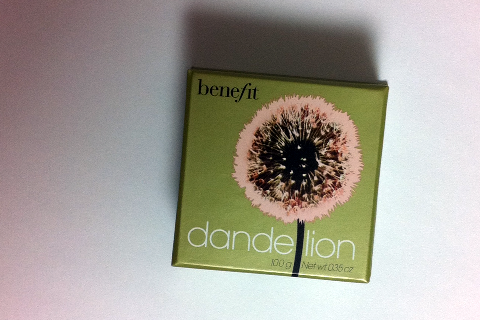 benefit
dandelion
10.0 g Net wt. 0.35 oz